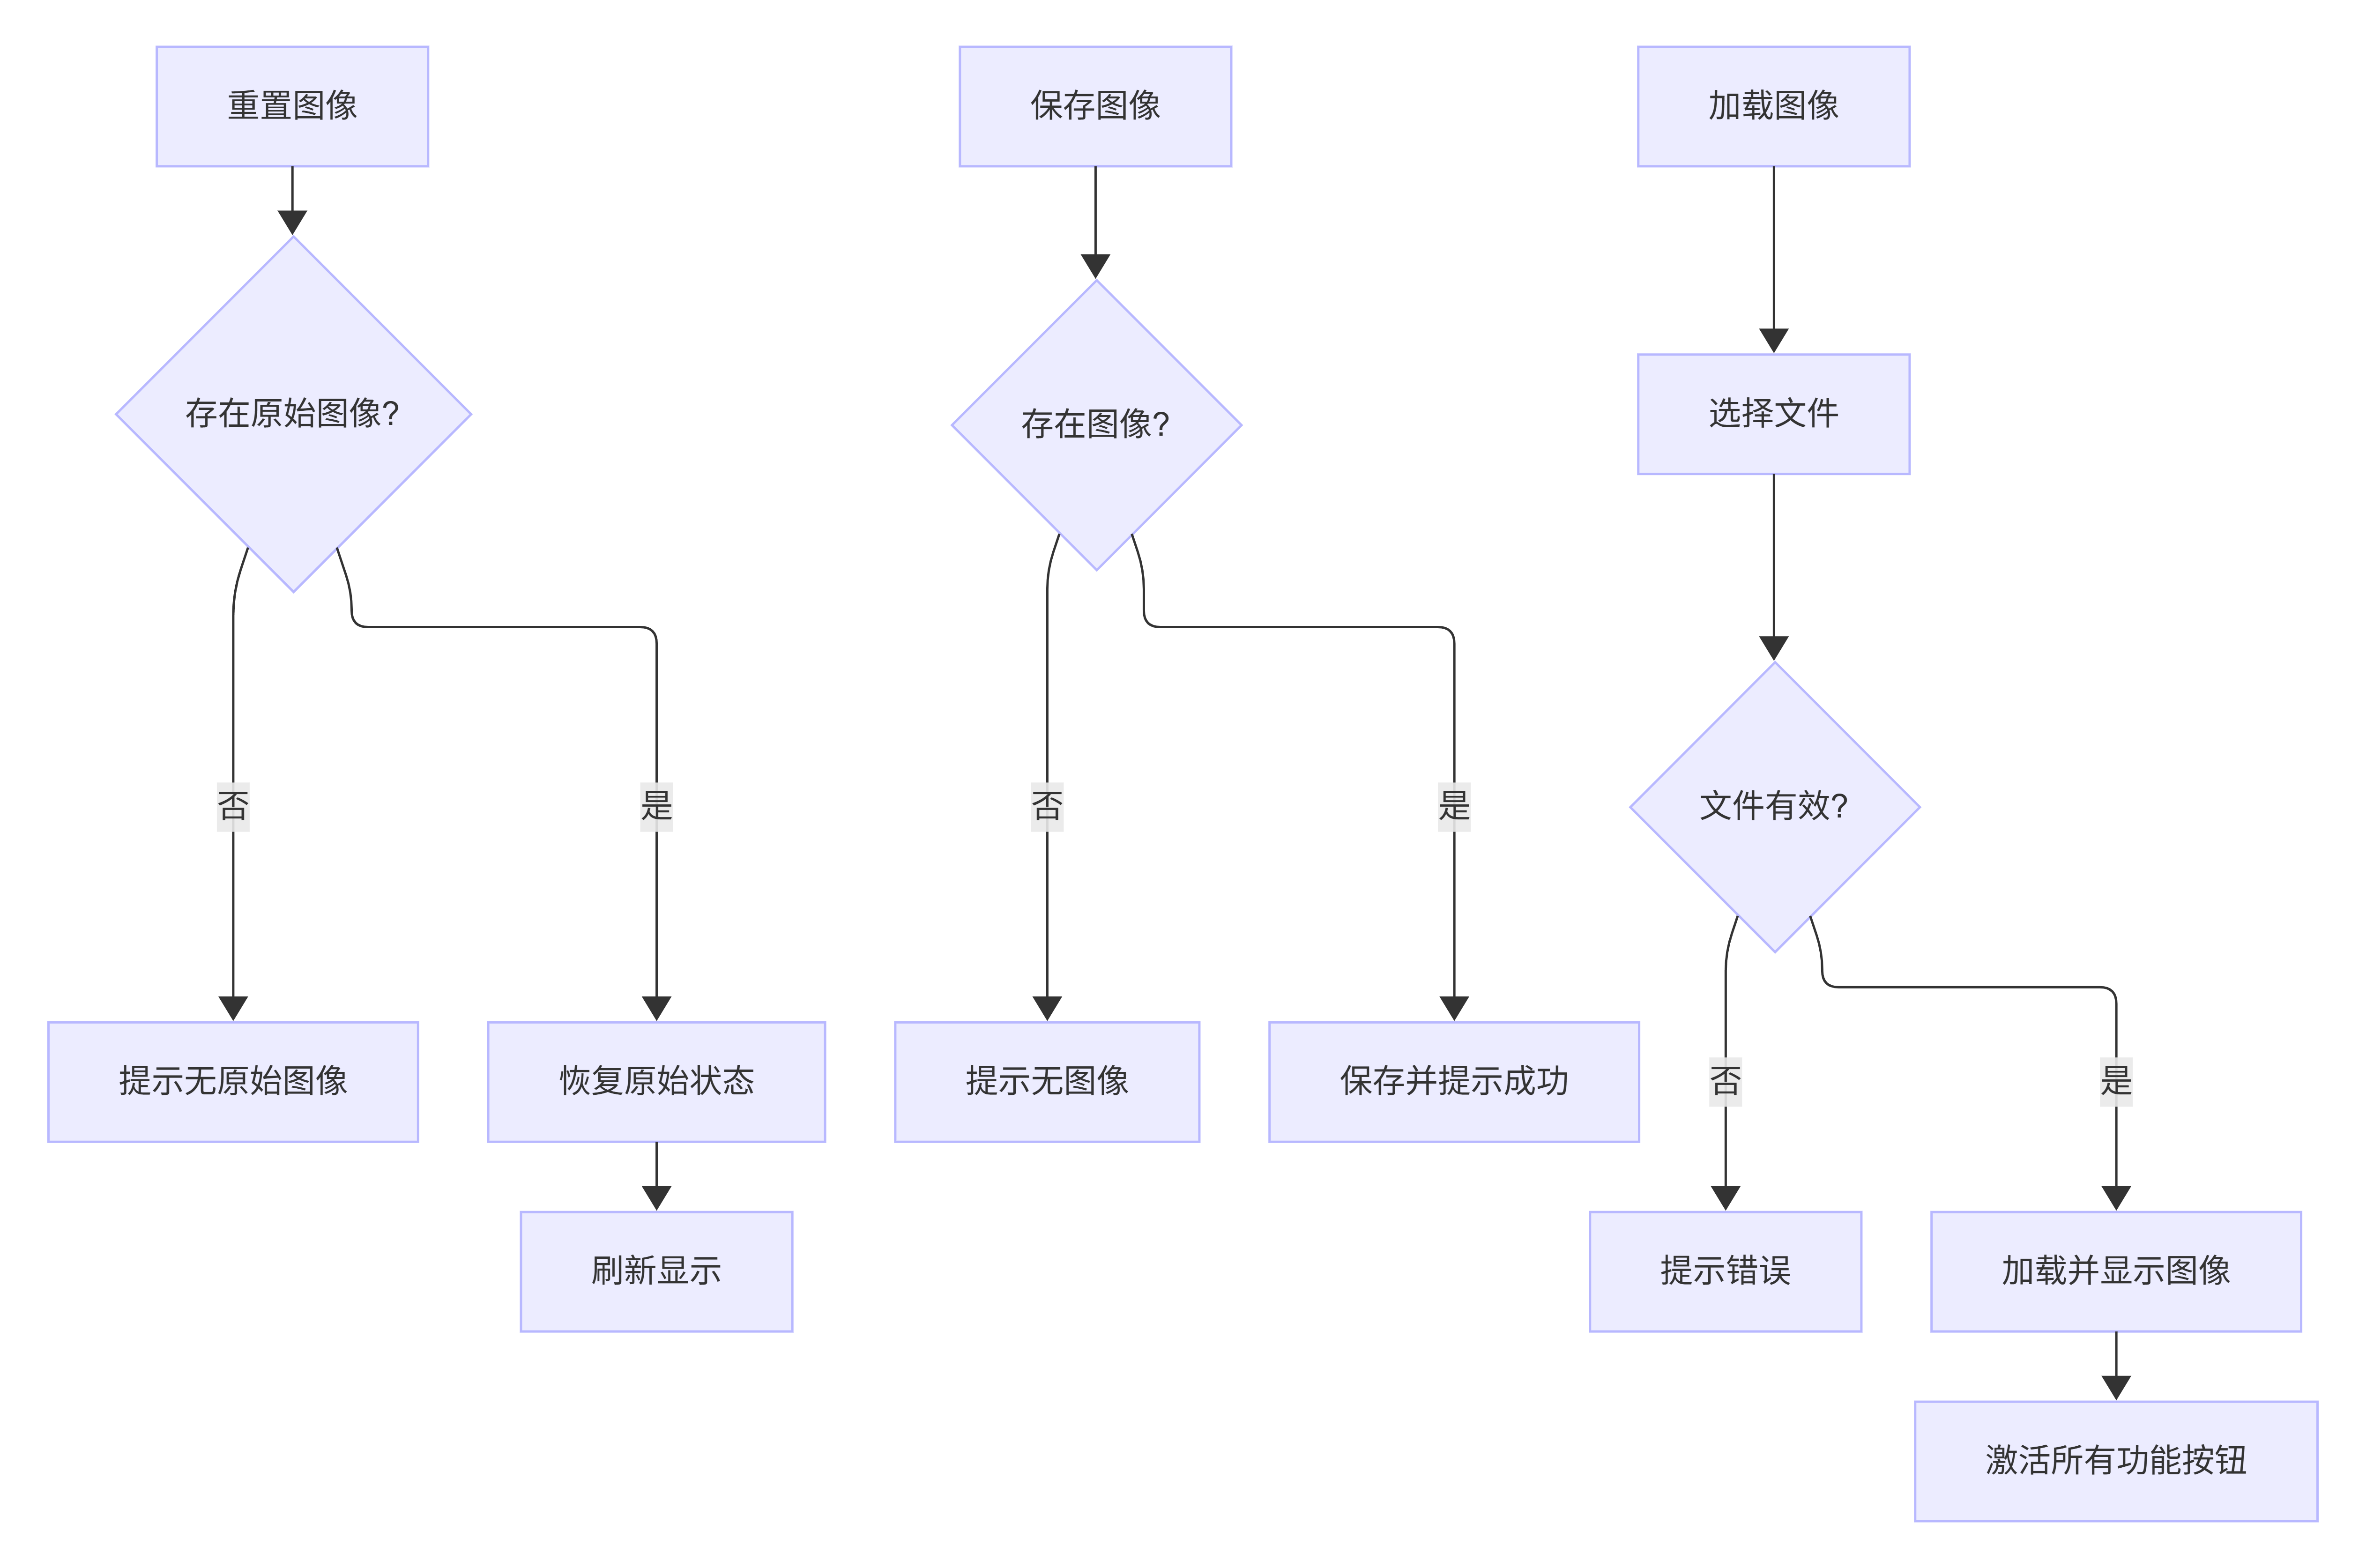 重置图像
保存图像
加载图像
存在原始图像?
存在图像?
选择文件
否
是
否
是
文件有效?
提示无原始图像
恢复原始状态
提示无图像
保存并提示成功
否
是
刷新显示
提示错误
加载并显示图像
激活所有功能按钮